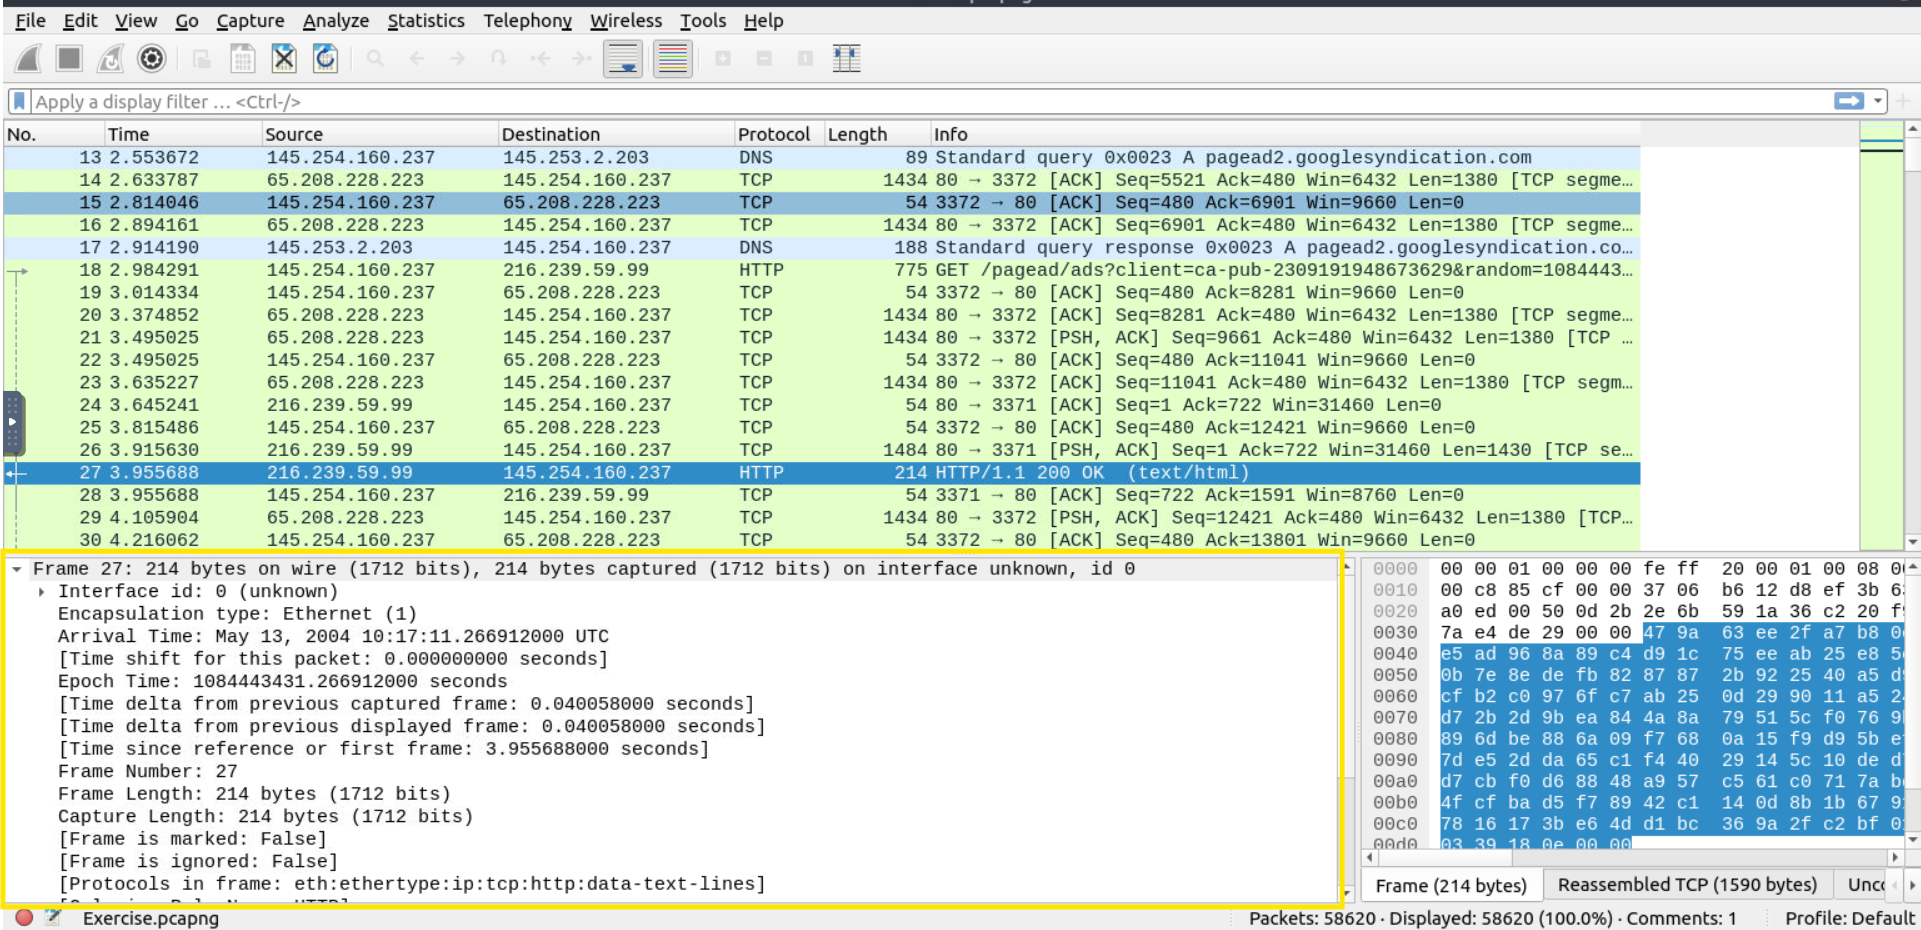 File Edit View Go Capture Analyze Statistics Telephony Wireless Tools Help
Apply a display filter … <Ctrl-/>
No. Time Source Destination Protocol Length Info
13 2.553672 145.254.160.237 145.253.2.203 DNS 89 Standard query 0x0023 A pagead2.googlesyndication.com
14 2.633787 65.208.228.223 145.254.160.237 TCP 1434 80 → 3372 [ACK] Seq=5521 Ack=480 Win=6432 Len=1380 [TCP segme…
15 2.814046 145.254.160.237 65.208.228.223 TCP 54 3372 → 80 [ACK] Seq=480 Ack=6901 Win=9660 Len=0
16 2.894161 65.208.228.223 145.254.160.237 TCP 1434 80 → 3372 [ACK] Seq=6901 Ack=480 Win=6432 Len=1380 [TCP segme…
17 2.914190 145.253.2.203 145.254.160.237 DNS 188 Standard query response 0x0023 A pagead2.googlesyndication.co…
18 2.984291 145.254.160.237 216.239.59.99 HTTP 775 GET /pagead/ads?client=ca-pub-2309191948673629&random=1084443…
19 3.014334 145.254.160.237 65.208.228.223 TCP 54 3372 → 80 [ACK] Seq=480 Ack=8281 Win=9660 Len=0
20 3.374852 65.208.228.223 145.254.160.237 TCP 1434 80 → 3372 [ACK] Seq=8281 Ack=480 Win=6432 Len=1380 [TCP segme…
21 3.495025 65.208.228.223 145.254.160.237 TCP 1434 80 → 3372 [PSH, ACK] Seq=9661 Ack=480 Win=6432 Len=1380 [TCP …
22 3.495025 145.254.160.237 65.208.228.223 TCP 54 3372 → 80 [ACK] Seq=480 Ack=11041 Win=9660 Len=0
23 3.635227 65.208.228.223 145.254.160.237 TCP 1434 80 → 3372 [ACK] Seq=11041 Ack=480 Win=6432 Len=1380 [TCP segm…
24 3.645241 216.239.59.99 145.254.160.237 TCP 54 80 → 3371 [ACK] Seq=1 Ack=722 Win=31460 Len=0
25 3.815486 145.254.160.237 65.208.228.223 TCP 54 3372 → 80 [ACK] Seq=480 Ack=12421 Win=9660 Len=0
26 3.915630 216.239.59.99 145.254.160.237 TCP 1484 80 → 3371 [PSH, ACK] Seq=1 Ack=722 Win=31460 Len=1430 [TCP se…
27 3.955688 216.239.59.99 145.254.160.237 HTTP 214 HTTP/1.1 200 OK (text/html)
28 3.955688 145.254.160.237 216.239.59.99 TCP 54 3371 → 80 [ACK] Seq=722 Ack=1591 Win=8760 Len=0
29 4.105904 65.208.228.223 145.254.160.237 TCP 1434 80 → 3372 [PSH, ACK] Seq=12421 Ack=480 Win=6432 Len=1380 [TCP…
30 4.216062 145.254.160.237 65.208.228.223 TCP 54 3372 → 80 [ACK] Seq=480 Ack=13801 Win=9660 Len=0
Frame 27: 214 bytes on wire (1712 bits), 214 bytes captured (1712 bits) on interface unknown, id 0
Interface id: 0 (unknown)
Encapsulation type: Ethernet (1)
Arrival Time: May 13, 2004 10:17:11.266912000 UTC
[Time shift for this packet: 0.000000000 seconds]
Epoch Time: 1084443431.266912000 seconds
[Time delta from previous captured frame: 0.040058000 seconds]
[Time delta from previous displayed frame: 0.040058000 seconds]
[Time since reference or first frame: 3.955688000 seconds]
Frame Number: 27
Frame Length: 214 bytes (1712 bits)
Capture Length: 214 bytes (1712 bits)
[Frame is marked: False]
[Frame is ignored: False]
[Protocols in frame: eth:ethertype:ip:tcp:http:data-text-lines]
0000 00 00 01 00 00 00 fe ff 20 00 01 00 08 0
0010 00 c8 85 cf 00 00 37 06 b6 12 d8 ef 3b 6
0020 a0 ed 00 50 0d 2b 2e 6b 59 1a 36 c2 20 f
0030 7a e4 de 29 00 00 47 9a 63 ee 2f a7 b8 0
0040 e5 ad 96 8a 89 c4 d9 1c 75 ee ab 25 e8 5
0050 0b 7e 8e de fb 82 87 87 2b 92 25 40 a5 d
0060 cf b2 c0 97 6f c7 ab 25 0d 29 90 11 a5 2
0070 d7 2b 2d 9b ea 84 4a 8a 79 51 5c f0 76 9
0080 89 6d be 88 6a 09 f7 68 0a 15 f9 d9 5b e
0090 7d e5 2d da 65 c1 f4 40 29 14 5c 10 de d
00a0 d7 cb f0 d6 88 48 a9 57 c5 61 c0 71 7a b
00b0 4f cf ba d5 f7 89 42 c1 14 0d 8b 1b 67 9
00c0 78 16 17 3b e6 4d d1 bc 36 9a 2f c2 bf 0
00d0 03 39 18 0e 00 00
Frame (214 bytes) Reassembled TCP (1590 bytes) Unco
Exercise.pcapng Packets: 58620 · Displayed: 58620 (100.0%) · Comments: 1 Profile: Default